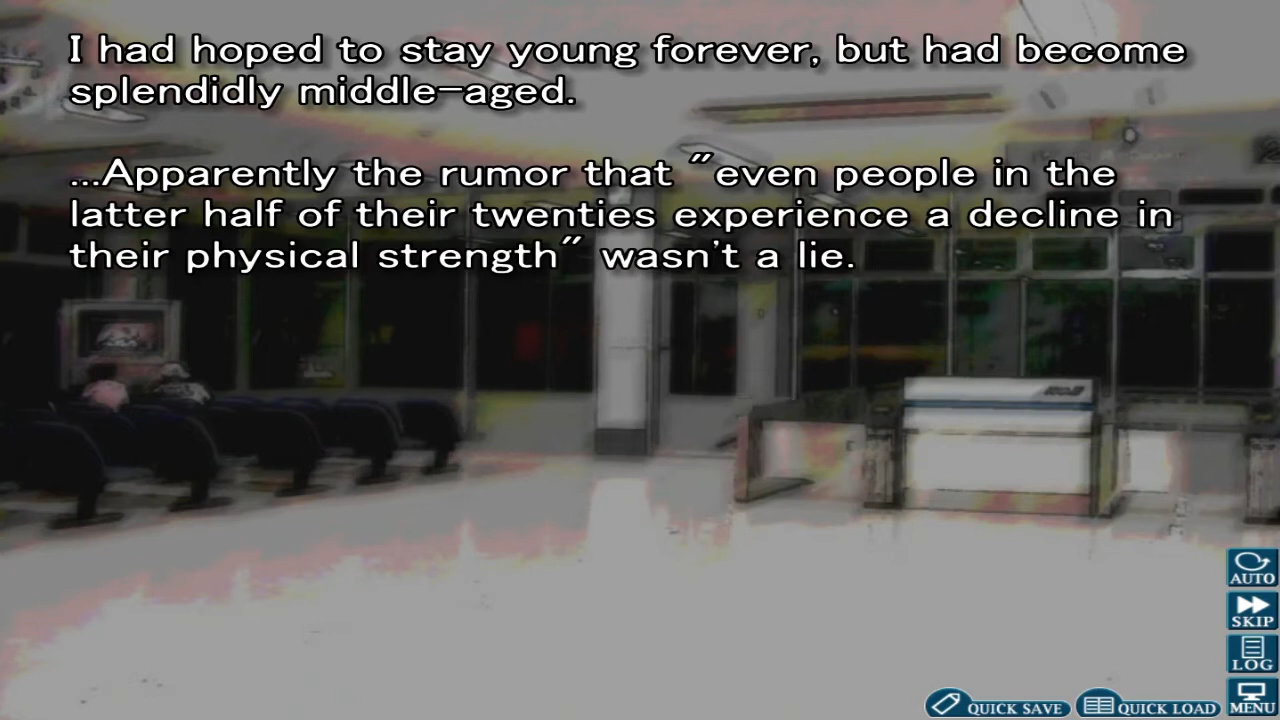 I had hoped to stay young forever, but had become
splendidly middle-aged.
...Apparently the rumor that "even people in the
latter half of their twenties experience a decline in
their physical strength" wasn't a lie.
AUTO
SKIP
LOG
MENU
QUICK SAVE
QUICK LOAD